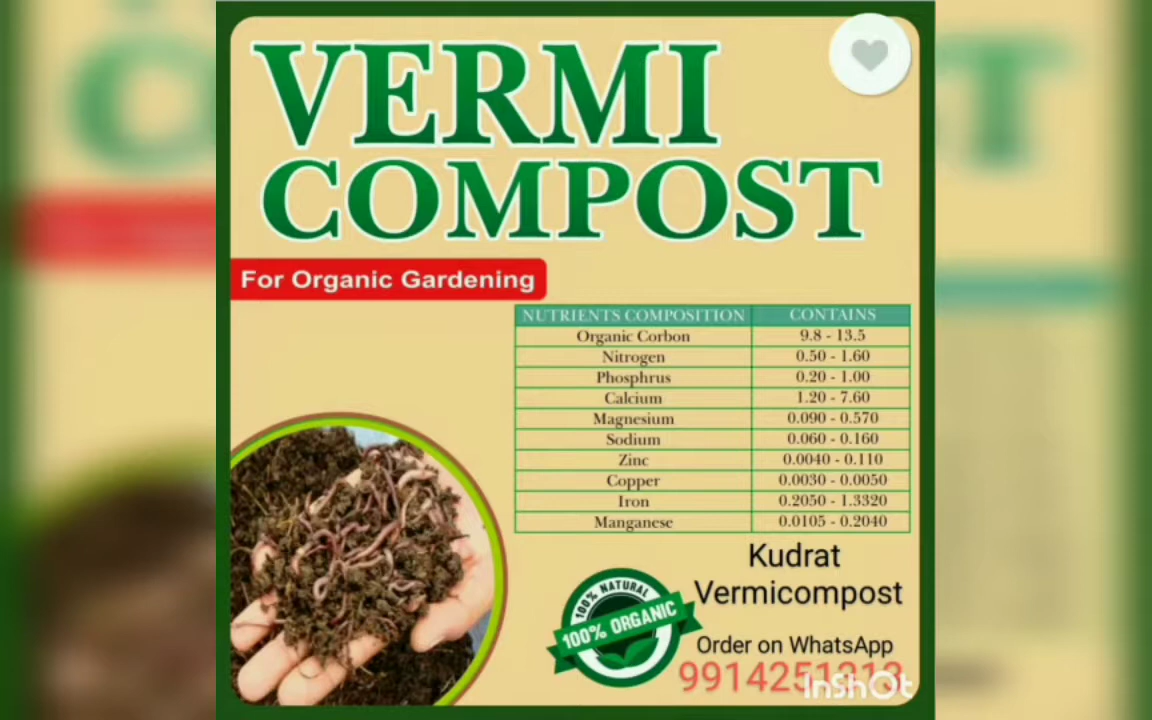 VERMI
COMPOST
For Organic Gardening
NUTRIENTS COMPOSITION CONTAINS
Organic Corbon 9.8 - 13.5
Nitrogen 0.50 - 1.60
Phosphrus 0.20 - 1.00
Calcium 1.20 - 7.60
Magnesium 0.090 - 0.570
Sodium 0.060 - 0.160
Zinc 0.0040 - 0.110
Copper 0.0030 - 0.0050
Iron 0.2050 - 1.3320
Manganese 0.0105 - 0.2040
Kudrat
Vermicompost
100% NATURAL
100% ORGANIC
Order on WhatsApp
9914251313
InShOt